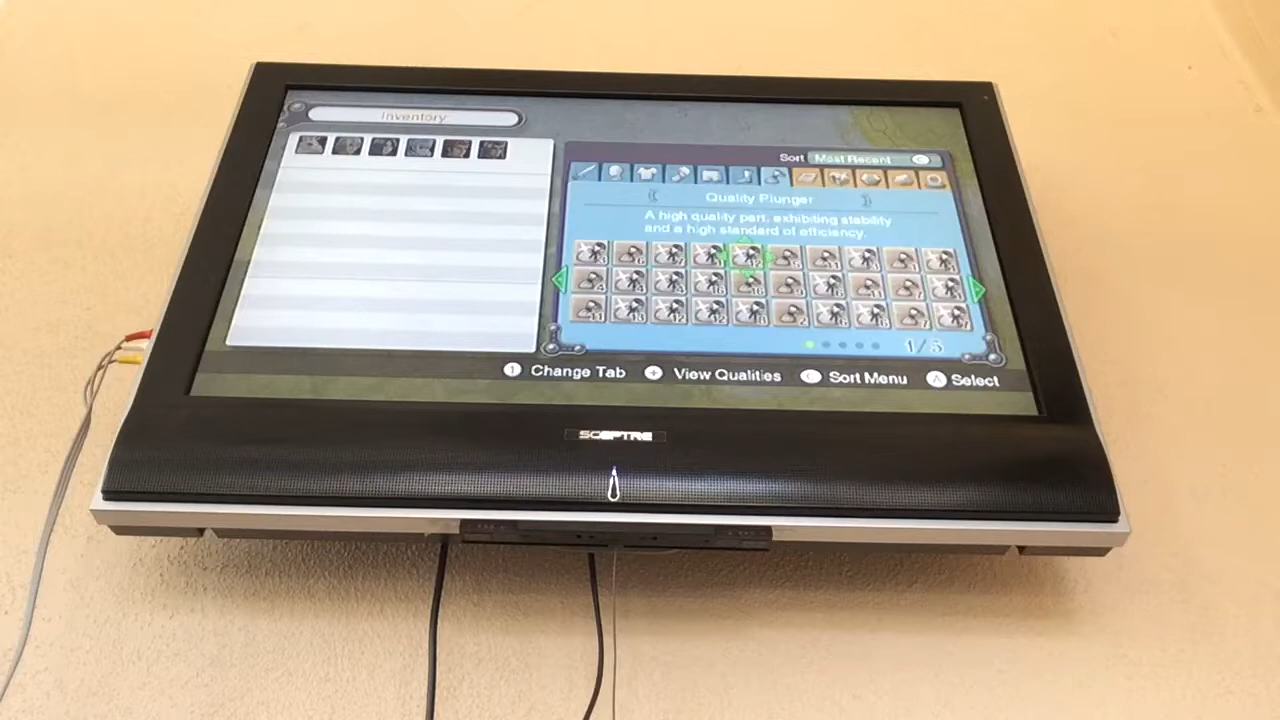 Inventory
Sort Most Recent C
Quality Plunger
A high quality part, exhibiting stability
and a high standard of efficiency.
1/5
1 Change Tab + View Qualities C Sort Menu A Select
SCEPTRE